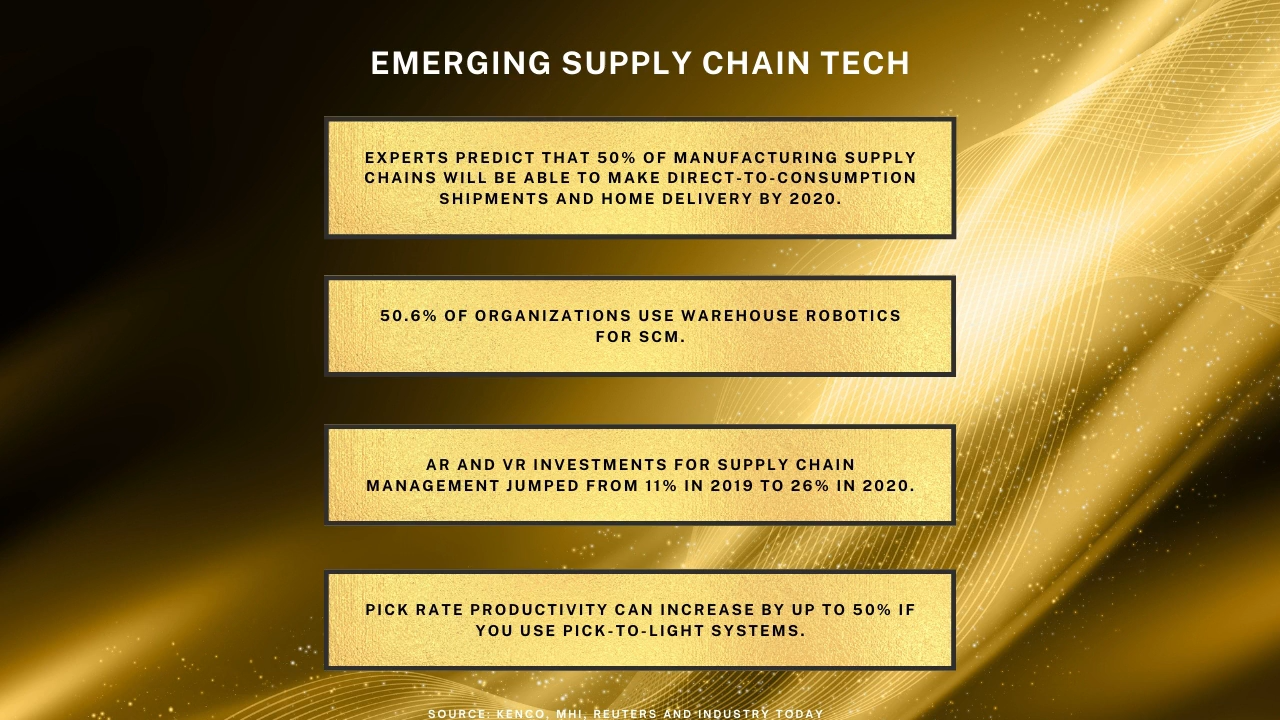 EMERGING SUPPLY CHAIN TECH
EXPERTS PREDICT THAT 50% OF MANUFACTURING SUPPLY
CHAINS WILL BE ABLE TO MAKE DIRECT-TO-CONSUMPTION
SHIPMENTS AND HOME DELIVERY BY 2020.
50.6% OF ORGANIZATIONS USE WAREHOUSE ROBOTICS
FOR SCM.
AR AND VR INVESTMENTS FOR SUPPLY CHAIN
MANAGEMENT JUMPED FROM 11% IN 2019 TO 26% IN 2020.
PICK RATE PRODUCTIVITY CAN INCREASE BY UP TO 50% IF
YOU USE PICK-TO-LIGHT SYSTEMS.
SOURCE: KENCO, MHI, REUTERS AND INDUSTRY TODAY